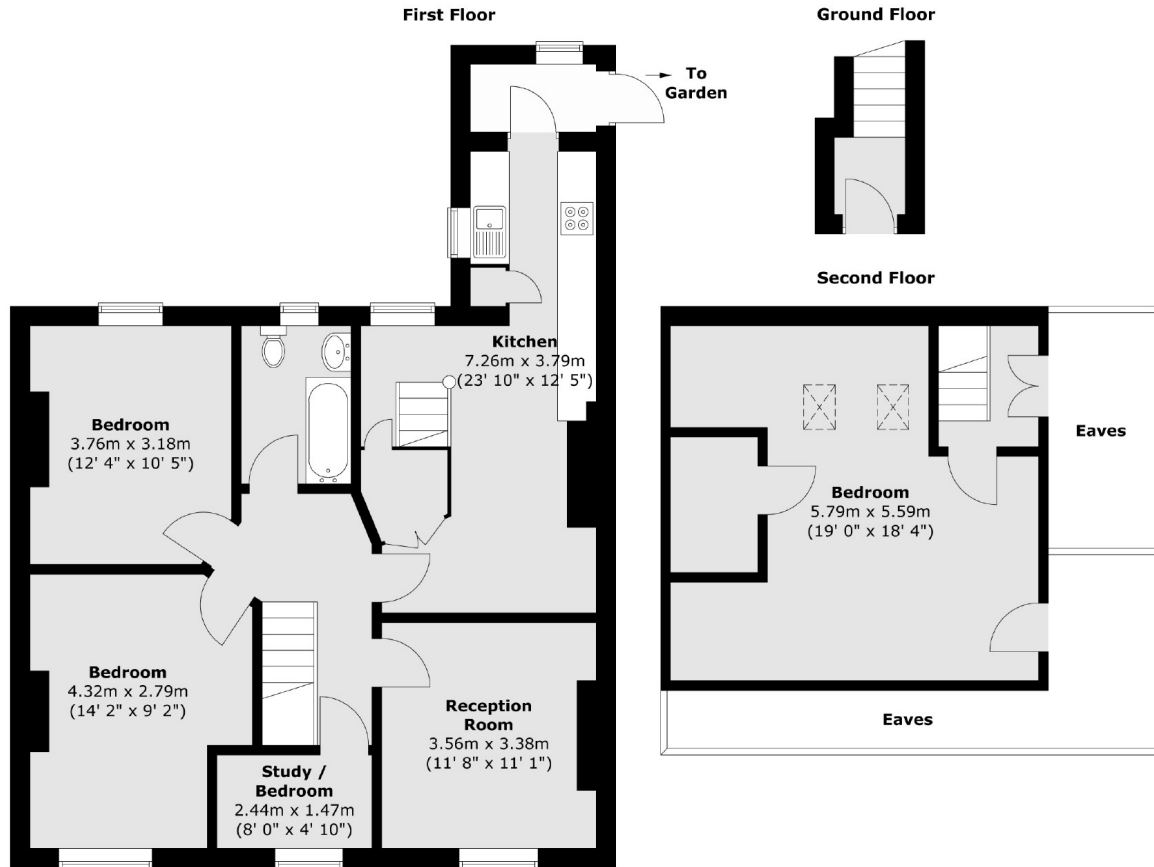 First Floor
Ground Floor
To
Garden
Second Floor
Kitchen
7.26m x 3.79m
(23' 10" x 12' 5")
Bedroom
3.76m x 3.18m
(12' 4" x 10' 5")
Eaves
Bedroom
5.79m x 5.59m
(19' 0" x 18' 4")
Bedroom
4.32m x 2.79m
(14' 2" x 9' 2")
Reception
Room
3.56m x 3.38m
(11' 8" x 11' 1")
Eaves
Study /
Bedroom
2.44m x 1.47m
(8' 0" x 4' 10")